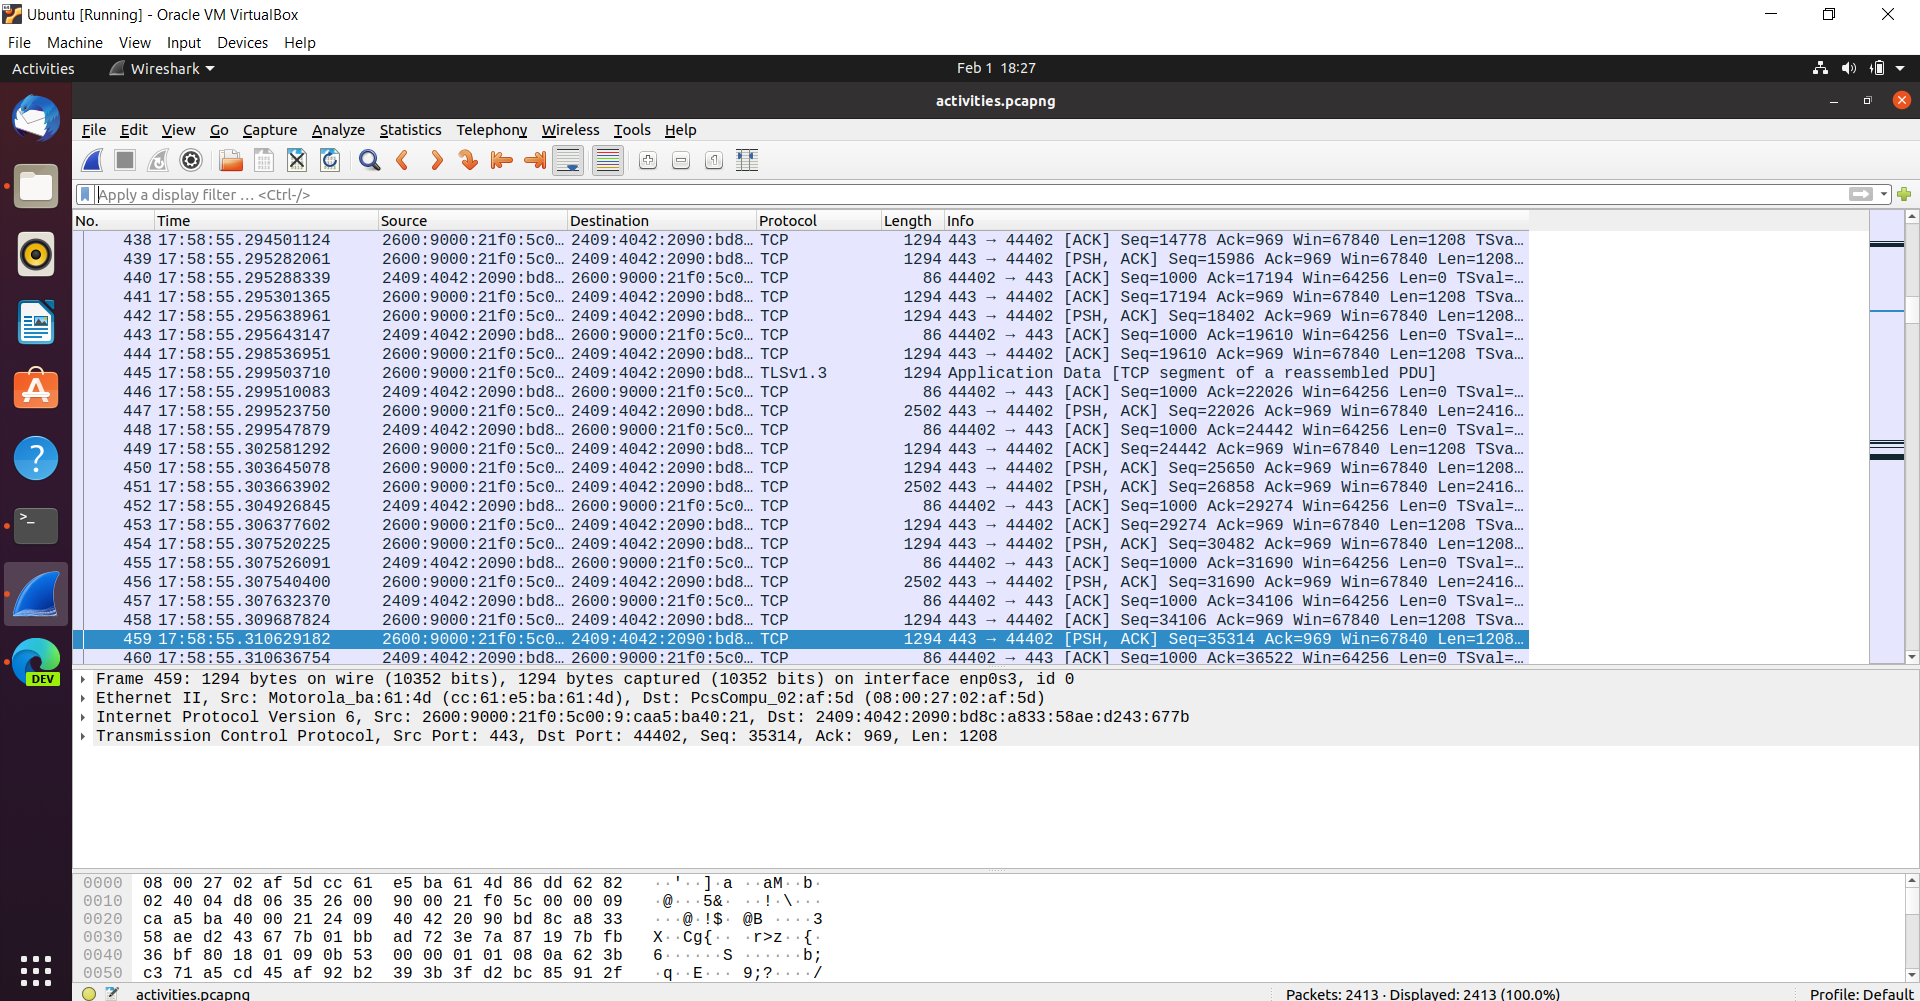 Ubuntu [Running] - Oracle VM VirtualBox
File Machine View Input Devices Help
Activities Wireshark Feb 1 18:27
activities.pcapng
File Edit View Go Capture Analyze Statistics Telephony Wireless Tools Help
Apply a display filter … <Ctrl-/>
No. Time Source Destination Protocol Length Info
438 17:58:55.294501124 2600:9000:21f0:5c0… 2409:4042:2090:bd8… TCP 1294 443 → 44402 [ACK] Seq=14778 Ack=969 Win=67840 Len=1208 TSva…
439 17:58:55.295282061 2600:9000:21f0:5c0… 2409:4042:2090:bd8… TCP 1294 443 → 44402 [PSH, ACK] Seq=15986 Ack=969 Win=67840 Len=1208…
440 17:58:55.295288339 2409:4042:2090:bd8… 2600:9000:21f0:5c0… TCP 86 44402 → 443 [ACK] Seq=1000 Ack=17194 Win=64256 Len=0 TSval=…
441 17:58:55.295301365 2600:9000:21f0:5c0… 2409:4042:2090:bd8… TCP 1294 443 → 44402 [ACK] Seq=17194 Ack=969 Win=67840 Len=1208 TSva…
442 17:58:55.295638961 2600:9000:21f0:5c0… 2409:4042:2090:bd8… TCP 1294 443 → 44402 [PSH, ACK] Seq=18402 Ack=969 Win=67840 Len=1208…
443 17:58:55.295643147 2409:4042:2090:bd8… 2600:9000:21f0:5c0… TCP 86 44402 → 443 [ACK] Seq=1000 Ack=19610 Win=64256 Len=0 TSval=…
444 17:58:55.298536951 2600:9000:21f0:5c0… 2409:4042:2090:bd8… TCP 1294 443 → 44402 [ACK] Seq=19610 Ack=969 Win=67840 Len=1208 TSva…
445 17:58:55.299503710 2600:9000:21f0:5c0… 2409:4042:2090:bd8… TLSv1.3 1294 Application Data [TCP segment of a reassembled PDU]
446 17:58:55.299510083 2409:4042:2090:bd8… 2600:9000:21f0:5c0… TCP 86 44402 → 443 [ACK] Seq=1000 Ack=22026 Win=64256 Len=0 TSval=…
447 17:58:55.299523750 2600:9000:21f0:5c0… 2409:4042:2090:bd8… TCP 2502 443 → 44402 [PSH, ACK] Seq=22026 Ack=969 Win=67840 Len=2416…
448 17:58:55.299547879 2409:4042:2090:bd8… 2600:9000:21f0:5c0… TCP 86 44402 → 443 [ACK] Seq=1000 Ack=24442 Win=64256 Len=0 TSval=…
449 17:58:55.302581292 2600:9000:21f0:5c0… 2409:4042:2090:bd8… TCP 1294 443 → 44402 [ACK] Seq=24442 Ack=969 Win=67840 Len=1208 TSva…
450 17:58:55.303645078 2600:9000:21f0:5c0… 2409:4042:2090:bd8… TCP 1294 443 → 44402 [PSH, ACK] Seq=25650 Ack=969 Win=67840 Len=1208…
451 17:58:55.303663902 2600:9000:21f0:5c0… 2409:4042:2090:bd8… TCP 2502 443 → 44402 [PSH, ACK] Seq=26858 Ack=969 Win=67840 Len=2416…
452 17:58:55.304926845 2409:4042:2090:bd8… 2600:9000:21f0:5c0… TCP 86 44402 → 443 [ACK] Seq=1000 Ack=29274 Win=64256 Len=0 TSval=…
453 17:58:55.306377602 2600:9000:21f0:5c0… 2409:4042:2090:bd8… TCP 1294 443 → 44402 [ACK] Seq=29274 Ack=969 Win=67840 Len=1208 TSva…
454 17:58:55.307520225 2600:9000:21f0:5c0… 2409:4042:2090:bd8… TCP 1294 443 → 44402 [PSH, ACK] Seq=30482 Ack=969 Win=67840 Len=1208…
455 17:58:55.307526091 2409:4042:2090:bd8… 2600:9000:21f0:5c0… TCP 86 44402 → 443 [ACK] Seq=1000 Ack=31690 Win=64256 Len=0 TSval=…
456 17:58:55.307540400 2600:9000:21f0:5c0… 2409:4042:2090:bd8… TCP 2502 443 → 44402 [PSH, ACK] Seq=31690 Ack=969 Win=67840 Len=2416…
457 17:58:55.307632370 2409:4042:2090:bd8… 2600:9000:21f0:5c0… TCP 86 44402 → 443 [ACK] Seq=1000 Ack=34106 Win=64256 Len=0 TSval=…
458 17:58:55.309687824 2600:9000:21f0:5c0… 2409:4042:2090:bd8… TCP 1294 443 → 44402 [ACK] Seq=34106 Ack=969 Win=67840 Len=1208 TSva…
459 17:58:55.310629182 2600:9000:21f0:5c0… 2409:4042:2090:bd8… TCP 1294 443 → 44402 [PSH, ACK] Seq=35314 Ack=969 Win=67840 Len=1208…
460 17:58:55.310636754 2409:4042:2090:bd8… 2600:9000:21f0:5c0… TCP 86 44402 → 443 [ACK] Seq=1000 Ack=36522 Win=64256 Len=0 TSval=…
DEV
Frame 459: 1294 bytes on wire (10352 bits), 1294 bytes captured (10352 bits) on interface enp0s3, id 0
Ethernet II, Src: Motorola_ba:61:4d (cc:61:e5:ba:61:4d), Dst: PcsCompu_02:af:5d (08:00:27:02:af:5d)
Internet Protocol Version 6, Src: 2600:9000:21f0:5c00:9:caa5:ba40:21, Dst: 2409:4042:2090:bd8c:a833:58ae:d243:677b
Transmission Control Protocol, Src Port: 443, Dst Port: 44402, Seq: 35314, Ack: 969, Len: 1208
0000 08 00 27 02 af 5d cc 61 e5 ba 61 4d 86 dd 62 82 ··'··]·a ··aM··b·
0010 02 40 04 d8 06 35 26 00 90 00 21 f0 5c 00 00 09 ·@···5&· ··!·\···
0020 ca a5 ba 40 00 21 24 09 40 42 20 90 bd 8c a8 33 ···@·!$· @B ····3
0030 58 ae d2 43 67 7b 01 bb ad 72 3e 7a 87 19 7b fb X··Cg{·· ·r>z··{·
0040 36 bf 80 18 01 09 0b 53 00 00 01 01 08 0a 62 3b 6······S ······b;
0050 c3 71 a5 cd 45 af 92 b2 39 3b 3f d2 bc 85 91 2f ·q··E··· 9;?····/
activities.pcapng Packets: 2413 · Displayed: 2413 (100.0%) Profile: Default